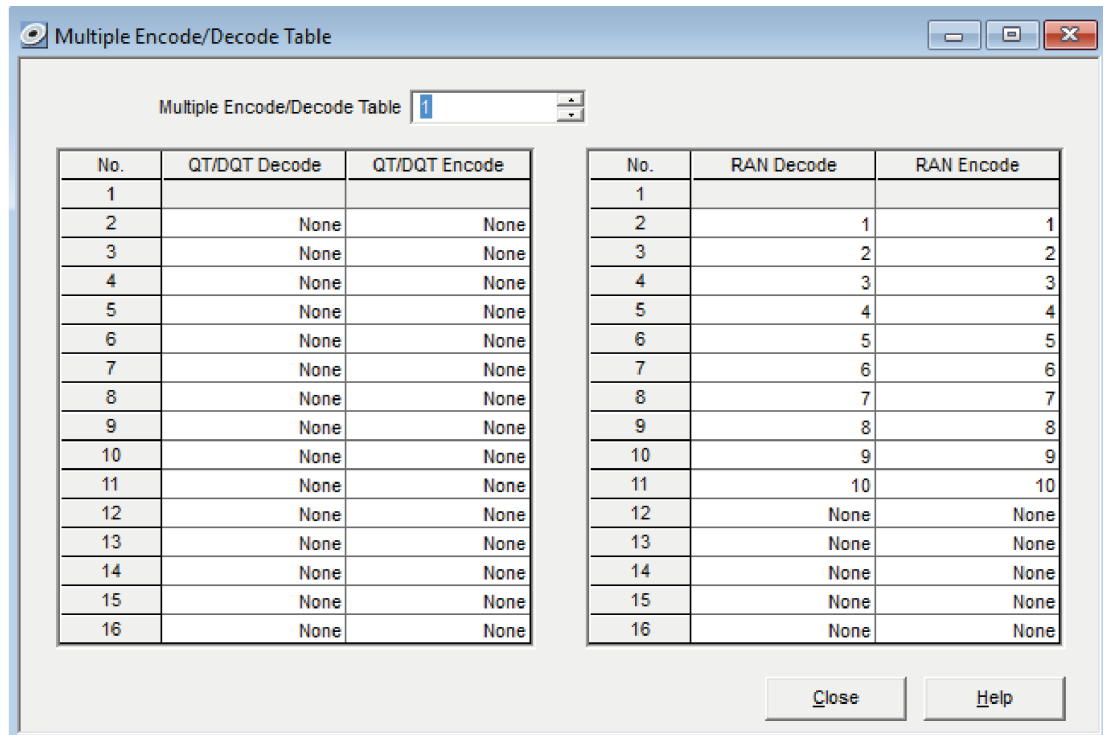 Multiple Encode/Decode Table
Multiple Encode/Decode Table 1
No. QT/DQT Decode QT/DQT Encode
1
2 None None
3 None None
4 None None
5 None None
6 None None
7 None None
8 None None
9 None None
10 None None
11 None None
12 None None
13 None None
14 None None
15 None None
16 None None
No. RAN Decode RAN Encode
1
2 1 1
3 2 2
4 3 3
5 4 4
6 5 5
7 6 6
8 7 7
9 8 8
10 9 9
11 10 10
12 None None
13 None None
14 None None
15 None None
16 None None
Close Help